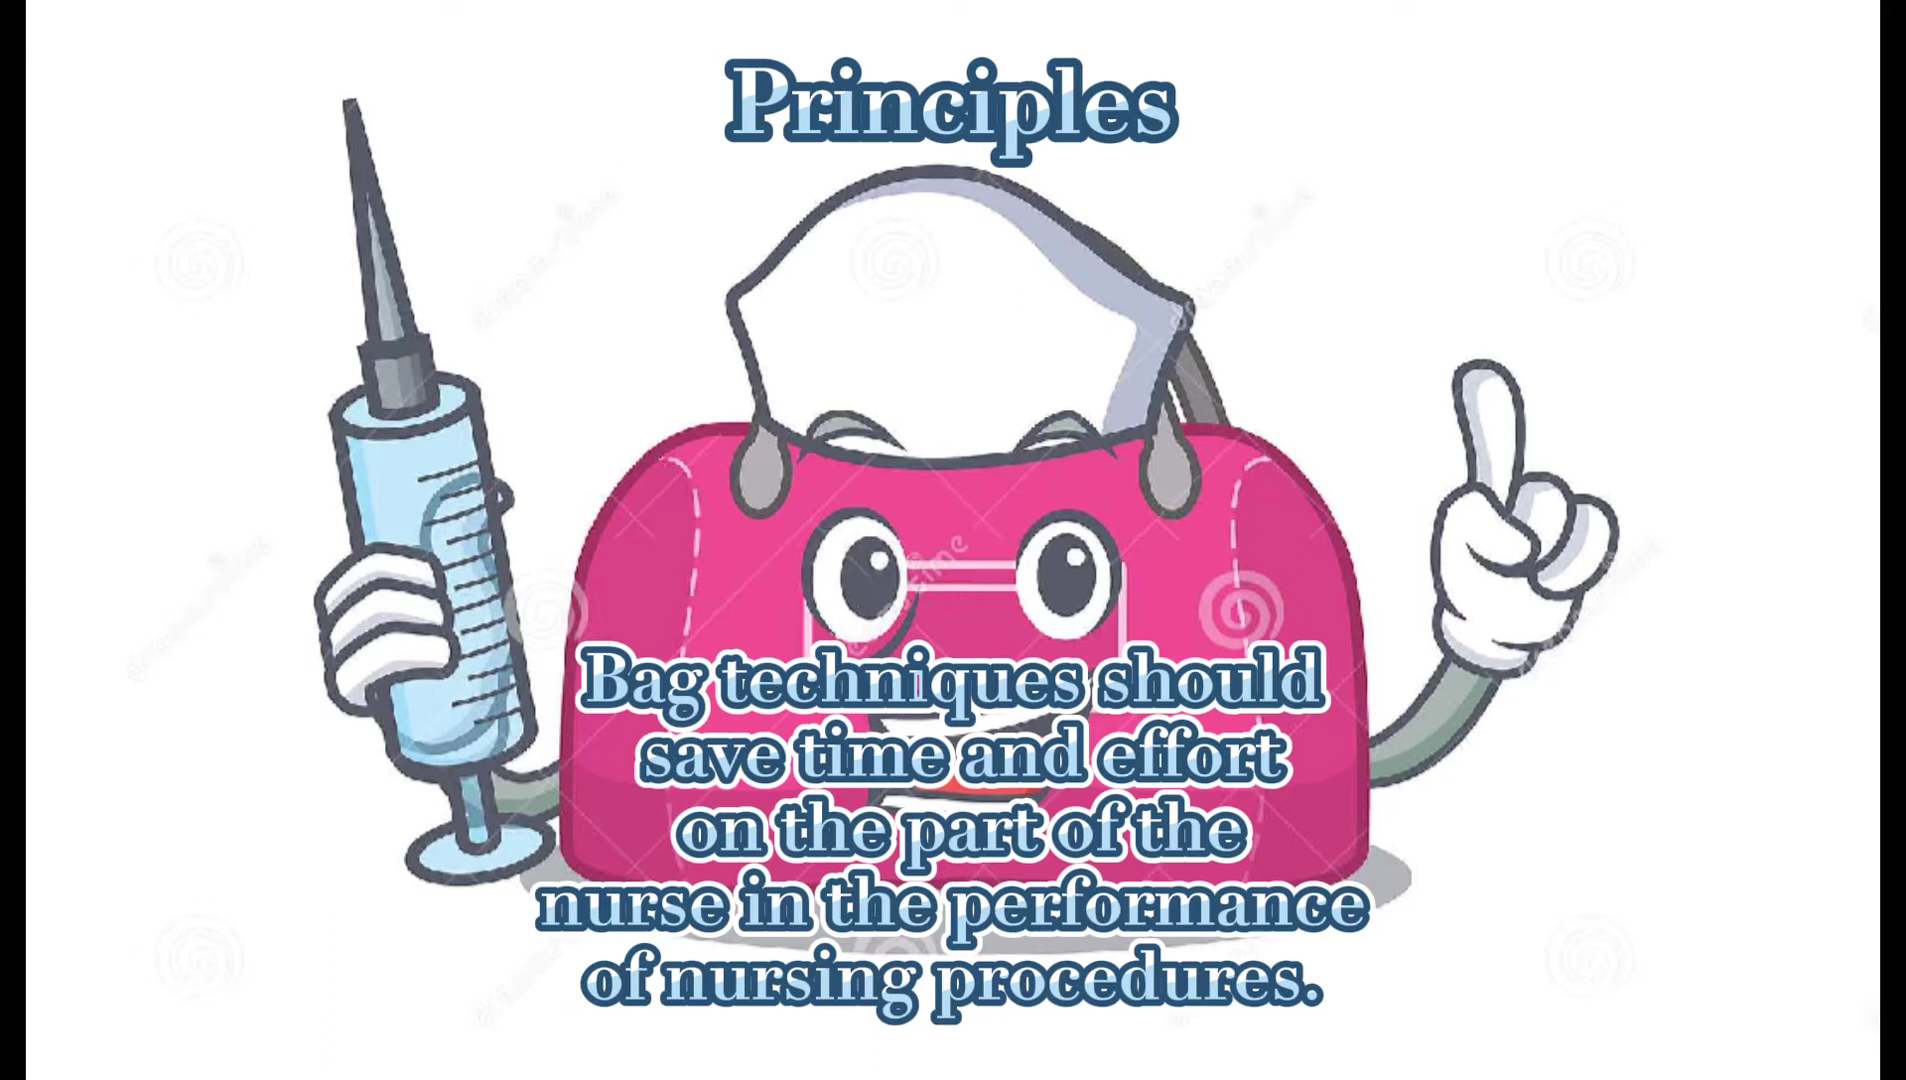 Principles
Bag techniques should
save time and effort
on the part of the
nurse in the performance
of nursing procedures.